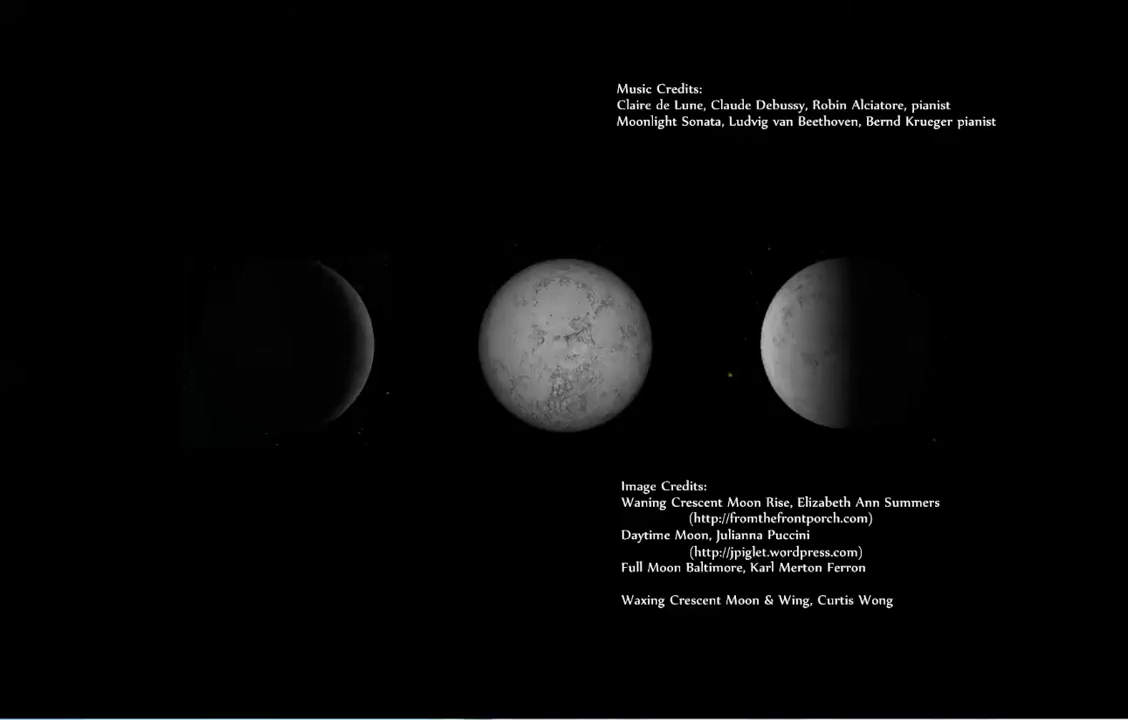 Music Credits:
Claire de Lune, Claude Debussy, Robin Alciatore, pianist
Moonlight Sonata, Ludvig van Beethoven, Bernd Krueger pianist
Image Credits:
Waning Crescent Moon Rise, Elizabeth Ann Summers
(http://fromthefrontporch.com)
Daytime Moon, Julianna Puccini
(http://jpiglet.wordpress.com)
Full Moon Baltimore, Karl Merton Ferron
Waxing Crescent Moon & Wing, Curtis Wong